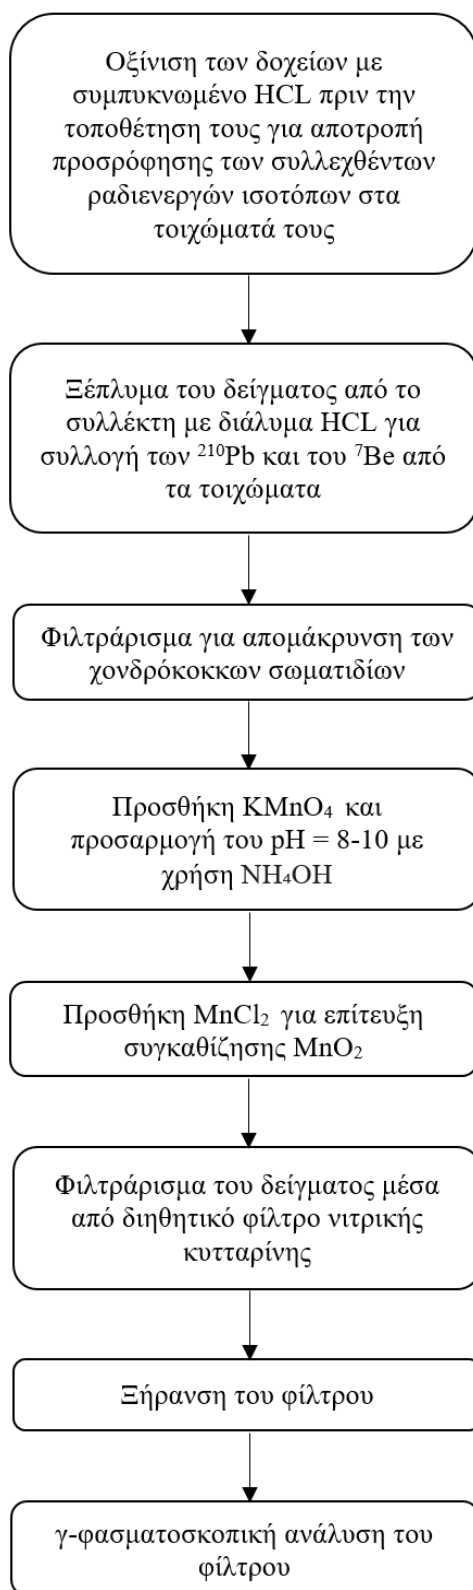 Οξίνιση των δοχείων με
συμπυκνωμένο HCL πριν την
τοποθέτηση τους για αποτροπή
προσρόφησης των συλλεχθέντων
ραδιενεργών ισοτόπων στα
τοιχώματά τους
Ξέπλυμα του δείγματος από το
συλλέκτη με διάλυμα HCL για
συλλογή των ²¹⁰Pb και του ⁷Be από
τα τοιχώματα
Φιλτράρισμα για απομάκρυνση των
χονδρόκοκκων σωματιδίων
Προσθήκη KMnO₄ και
προσαρμογή του pH = 8-10 με
χρήση NH₄OH
Προσθήκη MnCl₂ για επίτευξη
συγκαθίζησης MnO₂
Φιλτράρισμα του δείγματος μέσα
από διηθητικό φίλτρο νιτρικής
κυτταρίνης
Ξήρανση του φίλτρου
γ-φασματοσκοπική ανάλυση του
φίλτρου